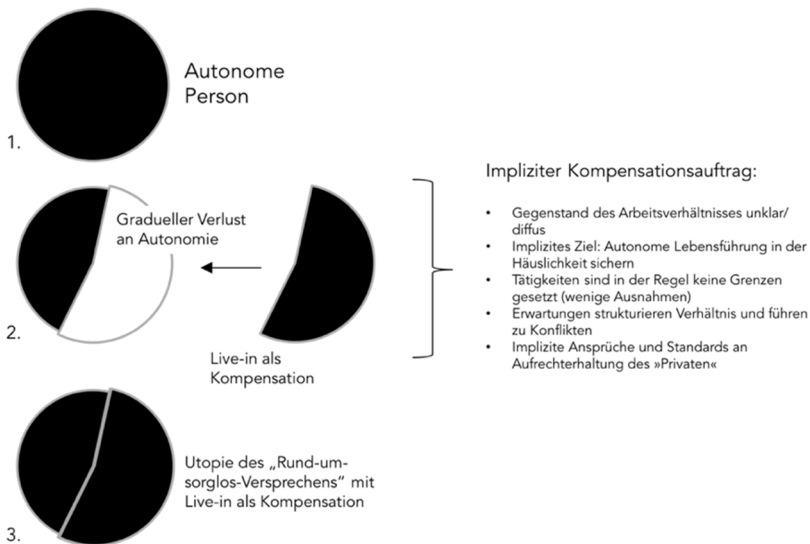 Autonome
Person
1.
Gradueller Verlust
an Autonomie
2.
Live-in als
Kompensation
Impliziter Kompensationsauftrag:
• Gegenstand des Arbeitsverhältnisses unklar/
diffus
• Implizites Ziel: Autonome Lebensführung in der
Häuslichkeit sichern
• Tätigkeiten sind in der Regel keine Grenzen
gesetzt (wenige Ausnahmen)
• Erwartungen strukturieren Verhältnis und führen
zu Konflikten
• Implizite Ansprüche und Standards an
Aufrechterhaltung des »Privaten«
Utopie des „Rund-um-
sorglos-Versprechens“ mit
Live-in als Kompensation
3.